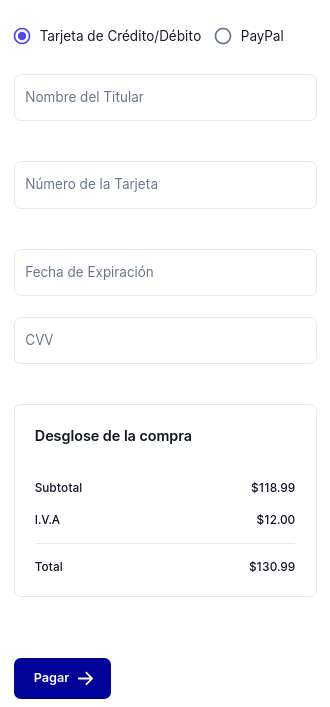 Tarjeta de Crédito/Débito PayPal
Nombre del Titular
Número de la Tarjeta
Fecha de Expiración
CVV
Desglose de la compra
Subtotal $118.99
I.V.A $12.00
Total $130.99
Pagar